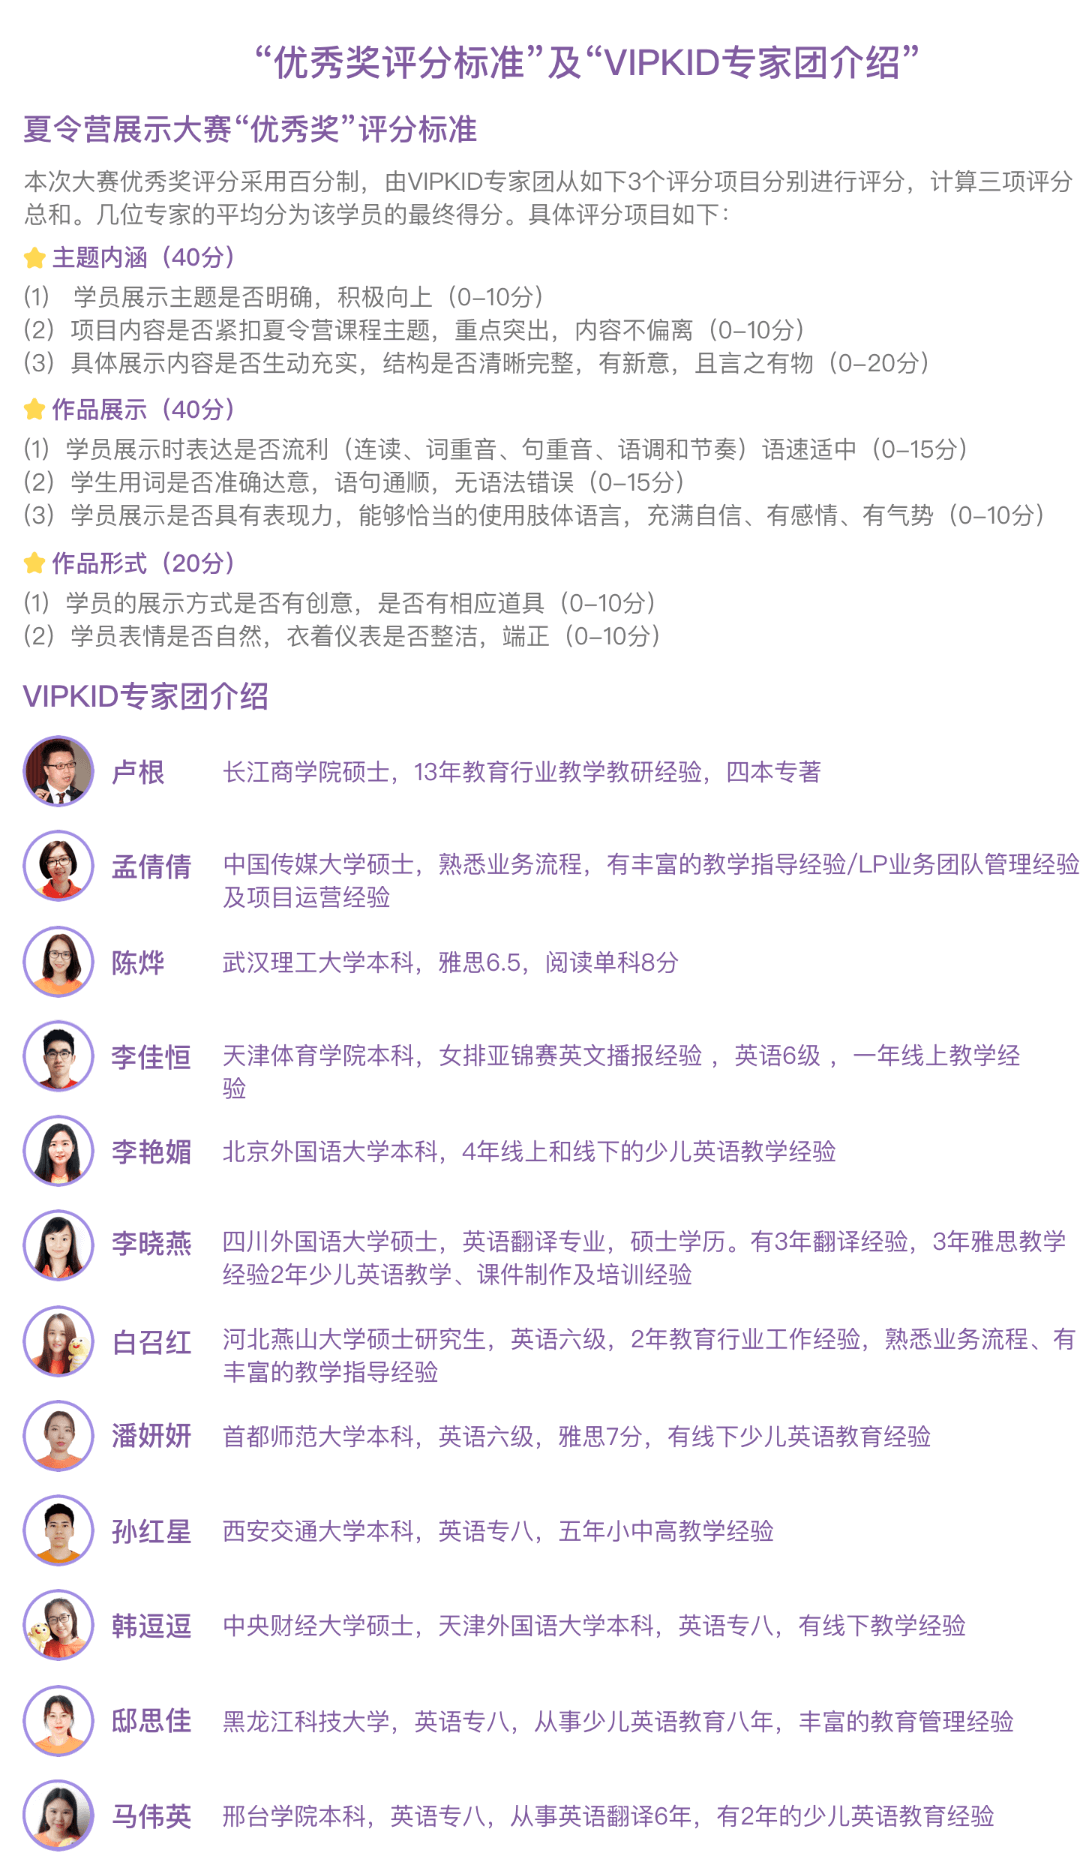 “优秀奖评分标准”及“VIPKID专家团介绍”
夏令营展示大赛“优秀奖”评分标准
本次大赛优秀奖评分采用百分制，由VIPKID专家团从如下3个评分项目分别进行评分，计算三项评分
总和。几位专家的平均分为该学员的最终得分。具体评分项目如下：
主题内涵（40分）
(1） 学员展示主题是否明确，积极向上（0-10分）
(2）项目内容是否紧扣夏令营课程主题，重点突出，内容不偏离（0-10分）
(3）具体展示内容是否生动充实，结构是否清晰完整，有新意，且言之有物（0-20分）
作品展示（40分）
(1）学员展示时表达是否流利（连读、词重音、句重音、语调和节奏）语速适中（0-15分）
(2）学生用词是否准确达意，语句通顺，无语法错误（0-15分）
(3）学员展示是否具有表现力，能够恰当的使用肢体语言，充满自信、有感情、有气势（0-10分）
作品形式（20分）
(1）学员的展示方式是否有创意，是否有相应道具（0-10分）
(2）学员表情是否自然，衣着仪表是否整洁，端正（0-10分）
VIPKID专家团介绍
卢根 长江商学院硕士，13年教育行业教学教研经验，四本专著
孟倩倩 中国传媒大学硕士，熟悉业务流程，有丰富的教学指导经验/LP业务团队管理经验
及项目运营经验
陈烨 武汉理工大学本科，雅思6.5，阅读单科8分
李佳恒 天津体育学院本科，女排亚锦赛英文播报经验 ，英语6级 ，一年线上教学经
验
李艳媚 北京外国语大学本科，4年线上和线下的少儿英语教学经验
李晓燕 四川外国语大学硕士，英语翻译专业，硕士学历。有3年翻译经验，3年雅思教学
经验2年少儿英语教学、课件制作及培训经验
白召红 河北燕山大学硕士研究生，英语六级，2年教育行业工作经验，熟悉业务流程、有
丰富的教学指导经验
潘妍妍 首都师范大学本科，英语六级，雅思7分，有线下少儿英语教育经验
孙红星 西安交通大学本科，英语专八，五年小中高教学经验
韩逗逗 中央财经大学硕士，天津外国语大学本科，英语专八，有线下教学经验
邸思佳 黑龙江科技大学，英语专八，从事少儿英语教育八年，丰富的教育管理经验
马伟英 邢台学院本科，英语专八，从事英语翻译6年，有2年的少儿英语教育经验